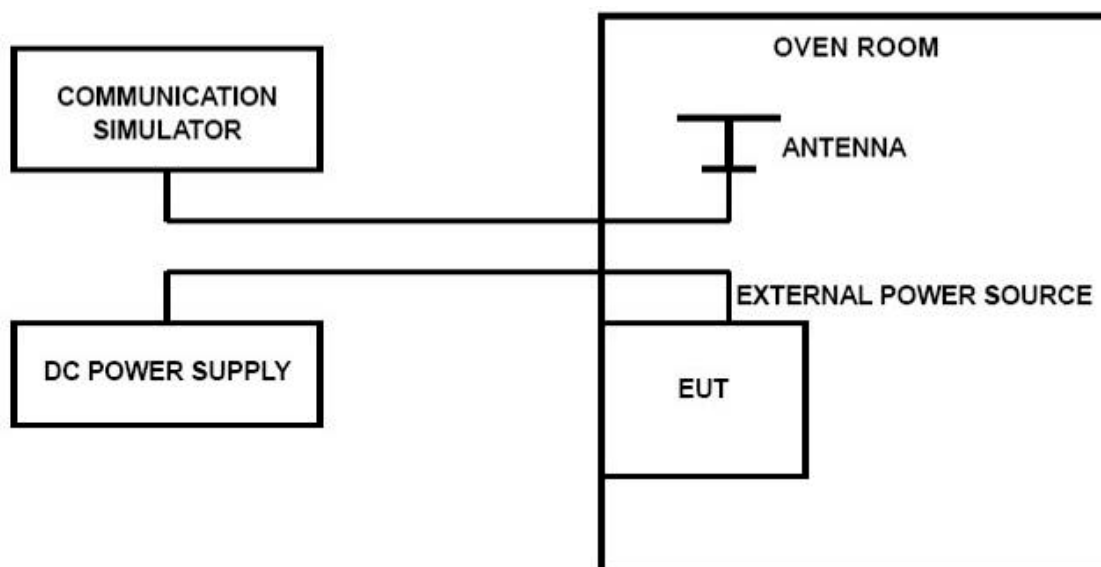 OVEN ROOM
COMMUNICATION
SIMULATOR
ANTENNA
EXTERNAL POWER SOURCE
DC POWER SUPPLY
EUT